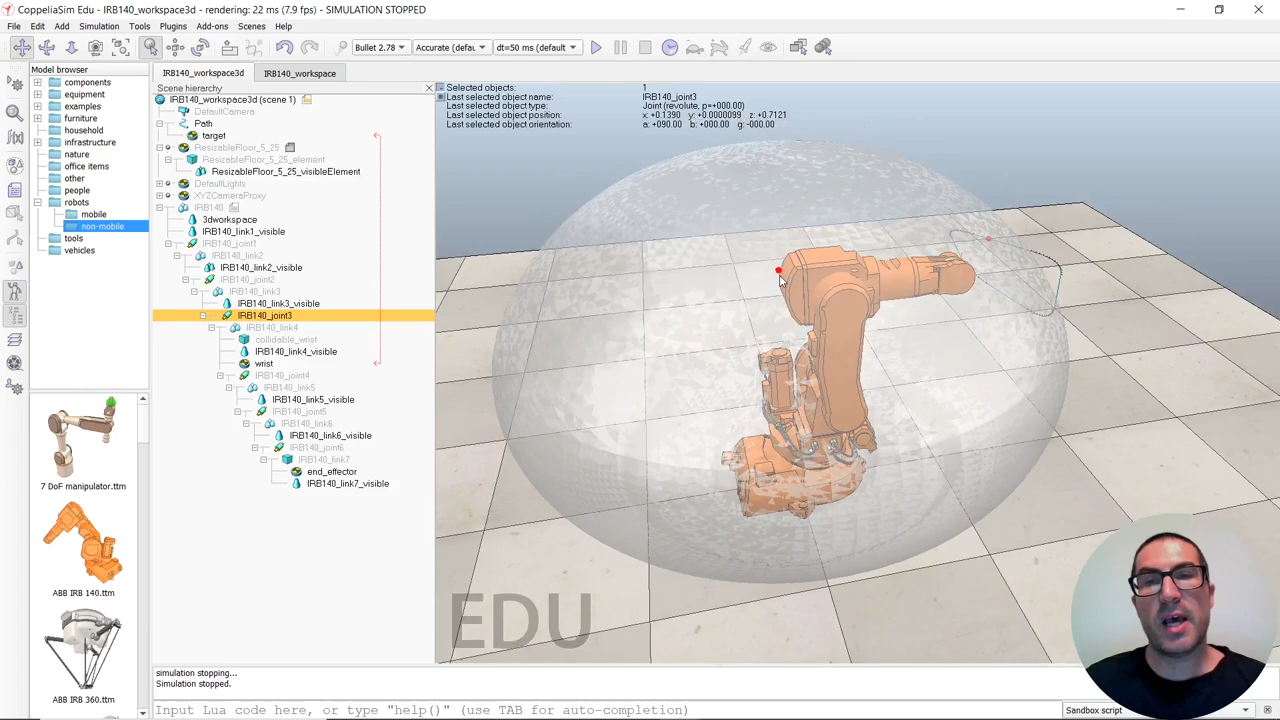 CoppeliaSim Edu - IRB140_workspace3d - rendering: 22 ms (7.9 fps) - SIMULATION STOPPED
File Edit Add Simulation Tools Plugins Add-ons Scenes Help
Bullet 2.78 Accurate (defau dt=50 ms (default)
Model browser
components
equipment
examples
furniture
household
infrastructure
nature
office items
other
people
robots
mobile
non-mobile
tools
vehicles
7 DoF manipulator.ttm
ABB IRB 140.ttm
ABB IRB 360.ttm
IRB140_workspace3d IRB140_workspace
Scene hierarchy
IRB140_workspace3d (scene 1)
DefaultCamera
Path
target
ResizableFloor_5_25
ResizableFloor_5_25_element
ResizableFloor_5_25_visibleElement
DefaultLights
XYZCameraProxy
IRB140
3dworkspace
IRB140_link1_visible
IRB140_joint1
IRB140_link2
IRB140_link2_visible
IRB140_joint2
IRB140_link3
IRB140_link3_visible
IRB140_joint3
IRB140_link4
collidable_wrist
IRB140_link4_visible
wrist
IRB140_joint4
IRB140_link5
IRB140_link5_visible
IRB140_joint5
IRB140_link6
IRB140_link6_visible
IRB140_joint6
IRB140_link7
end_effector
IRB140_link7_visible
Selected objects: 1
Last selected object name: IRB140_joint3
Last selected object type: Joint (revolute, p=+000.00)
Last selected object position: x: +0.1390 y: +0.0000099 z: +0.7121
Last selected object orientation: a: +090.00 b: +000.00 g: -000.00
EDU
simulation stopping...
Simulation stopped.
Input Lua code here, or type "help()" (use TAB for auto-completion)
Sandbox script